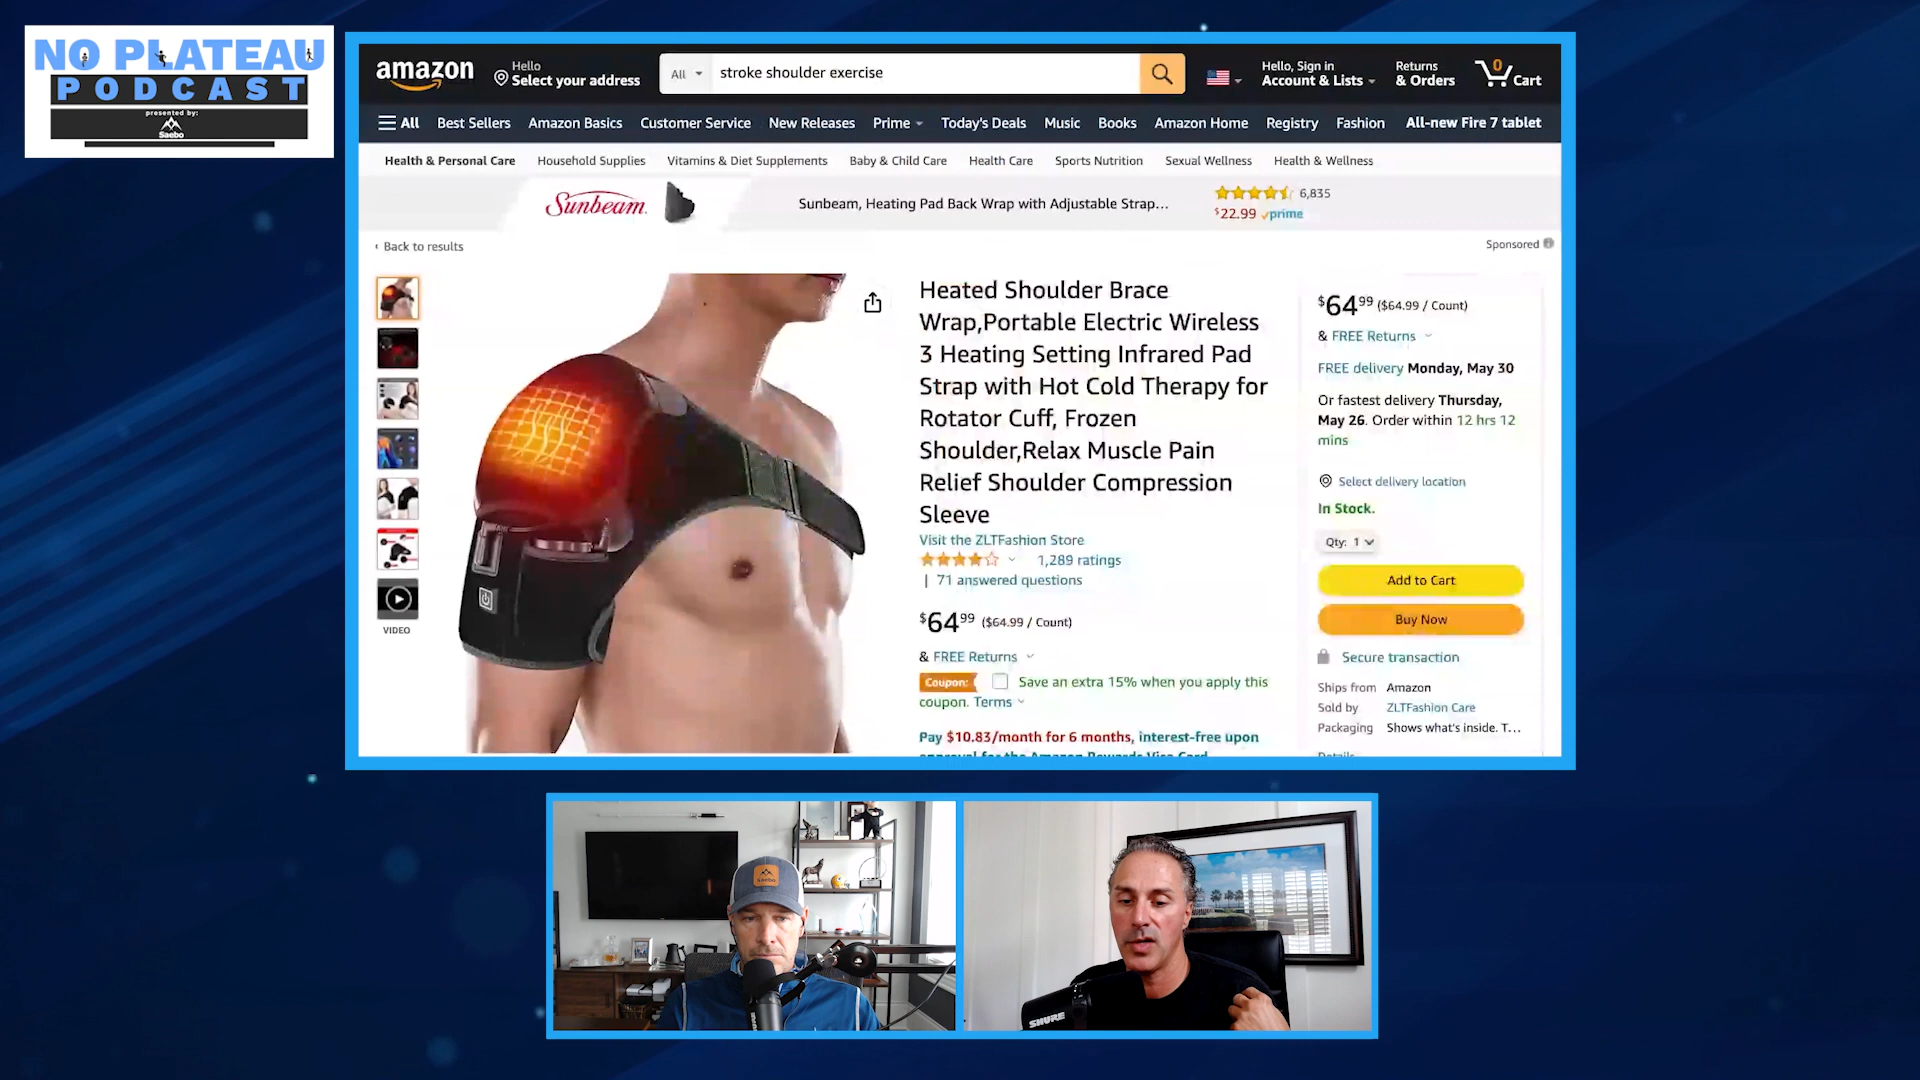 NO PLATEAU
PODCAST
presented by:
Saebo
amazon
Hello
Select your address
All
stroke shoulder exercise
Hello, Sign in
Account & Lists
Returns
& Orders
0
Cart
All
Best Sellers
Amazon Basics
Customer Service
New Releases
Prime
Today's Deals
Music
Books
Amazon Home
Registry
Fashion
All-new Fire 7 tablet
Health & Personal Care
Household Supplies
Vitamins & Diet Supplements
Baby & Child Care
Health Care
Sports Nutrition
Sexual Wellness
Health & Wellness
Sunbeam
Sunbeam, Heating Pad Back Wrap with Adjustable Strap...
6,835
$22.99 prime
‹ Back to results
Sponsored
VIDEO
Heated Shoulder Brace
Wrap,Portable Electric Wireless
3 Heating Setting Infrared Pad
Strap with Hot Cold Therapy for
Rotator Cuff, Frozen
Shoulder,Relax Muscle Pain
Relief Shoulder Compression
Sleeve
Visit the ZLTFashion Store
1,289 ratings
| 71 answered questions
$64.99 ($64.99 / Count)
& FREE Returns
Coupon: Save an extra 15% when you apply this
coupon. Terms
Pay $10.83/month for 6 months, interest-free upon
approval for the Amazon Rewards Visa Card
$64.99 ($64.99 / Count)
& FREE Returns
FREE delivery Monday, May 30
Or fastest delivery Thursday,
May 26. Order within 12 hrs 12
mins
Select delivery location
In Stock.
Qty: 1
Add to Cart
Buy Now
Secure transaction
Ships from Amazon
Sold by ZLTFashion Care
Packaging Shows what's inside. T...
Details
Saebo
SHURE
SHURE